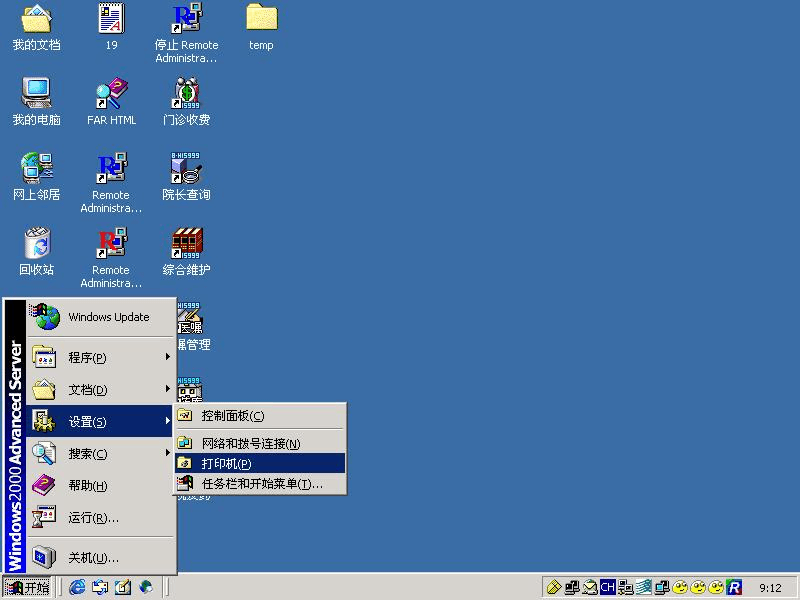 我的文档
19
停止 Remote
Administra...
temp
我的电脑
FAR HTML
门诊收费
网上邻居
Remote
Administra...
院长查询
回收站
Remote
Administra...
综合维护
Windows Update
程序(P)
文档(D)
设置(S)
搜索(C)
帮助(H)
运行(R)...
关机(U)...
Windows2000Advanced Server
医嘱
嘱管理
控制面板(C)
网络和拨号连接(N)
打印机(P)
任务栏和开始菜单(T)...
开始
CH
9:12